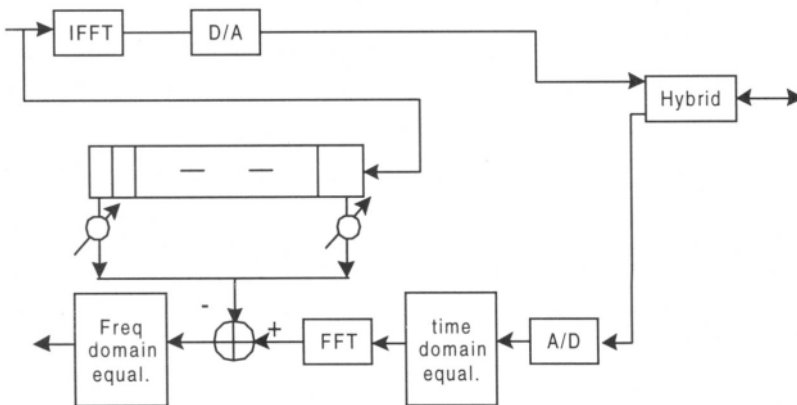 IFFT
D/A
Hybrid
-
+
Freq
domain
equal.
FFT
time
domain
equal.
A/D